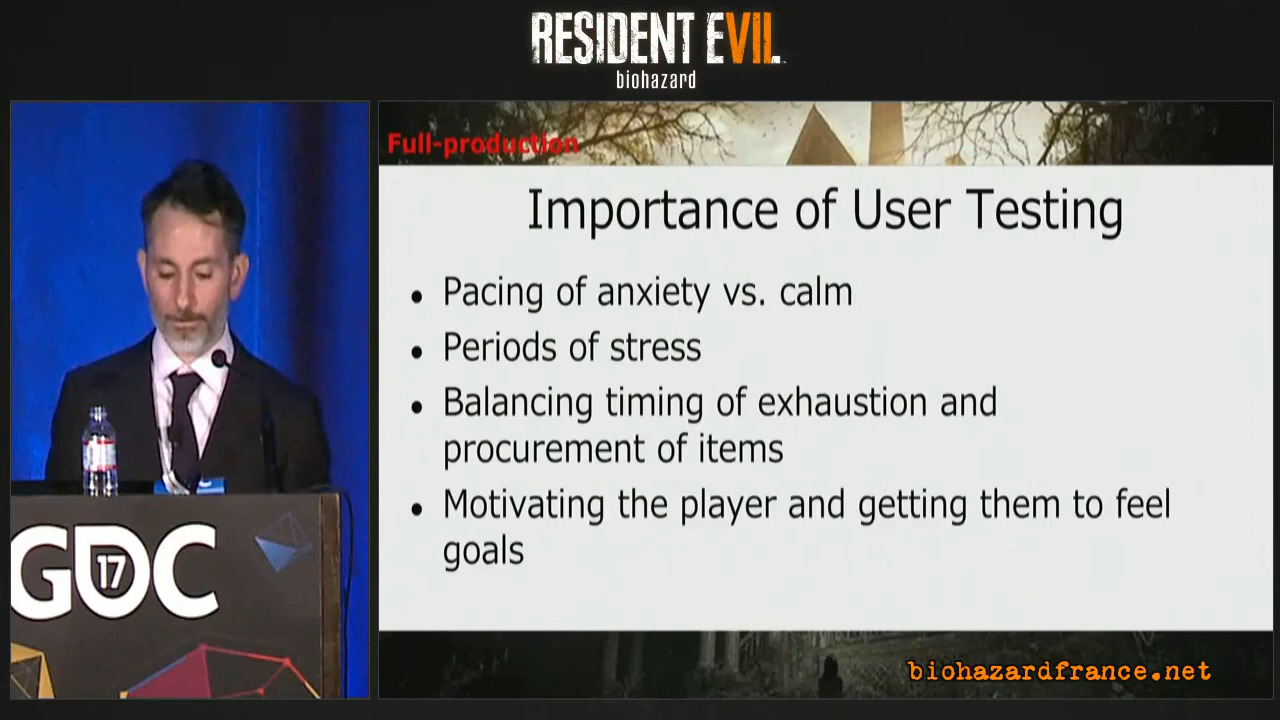 RESIDENT EVII.
biohazard
Full-production
Importance of User Testing
• Pacing of anxiety vs. calm
• Periods of stress
• Balancing timing of exhaustion and
procurement of items
• Motivating the player and getting them to feel
goals
GDC
17
biohazardfrance.net